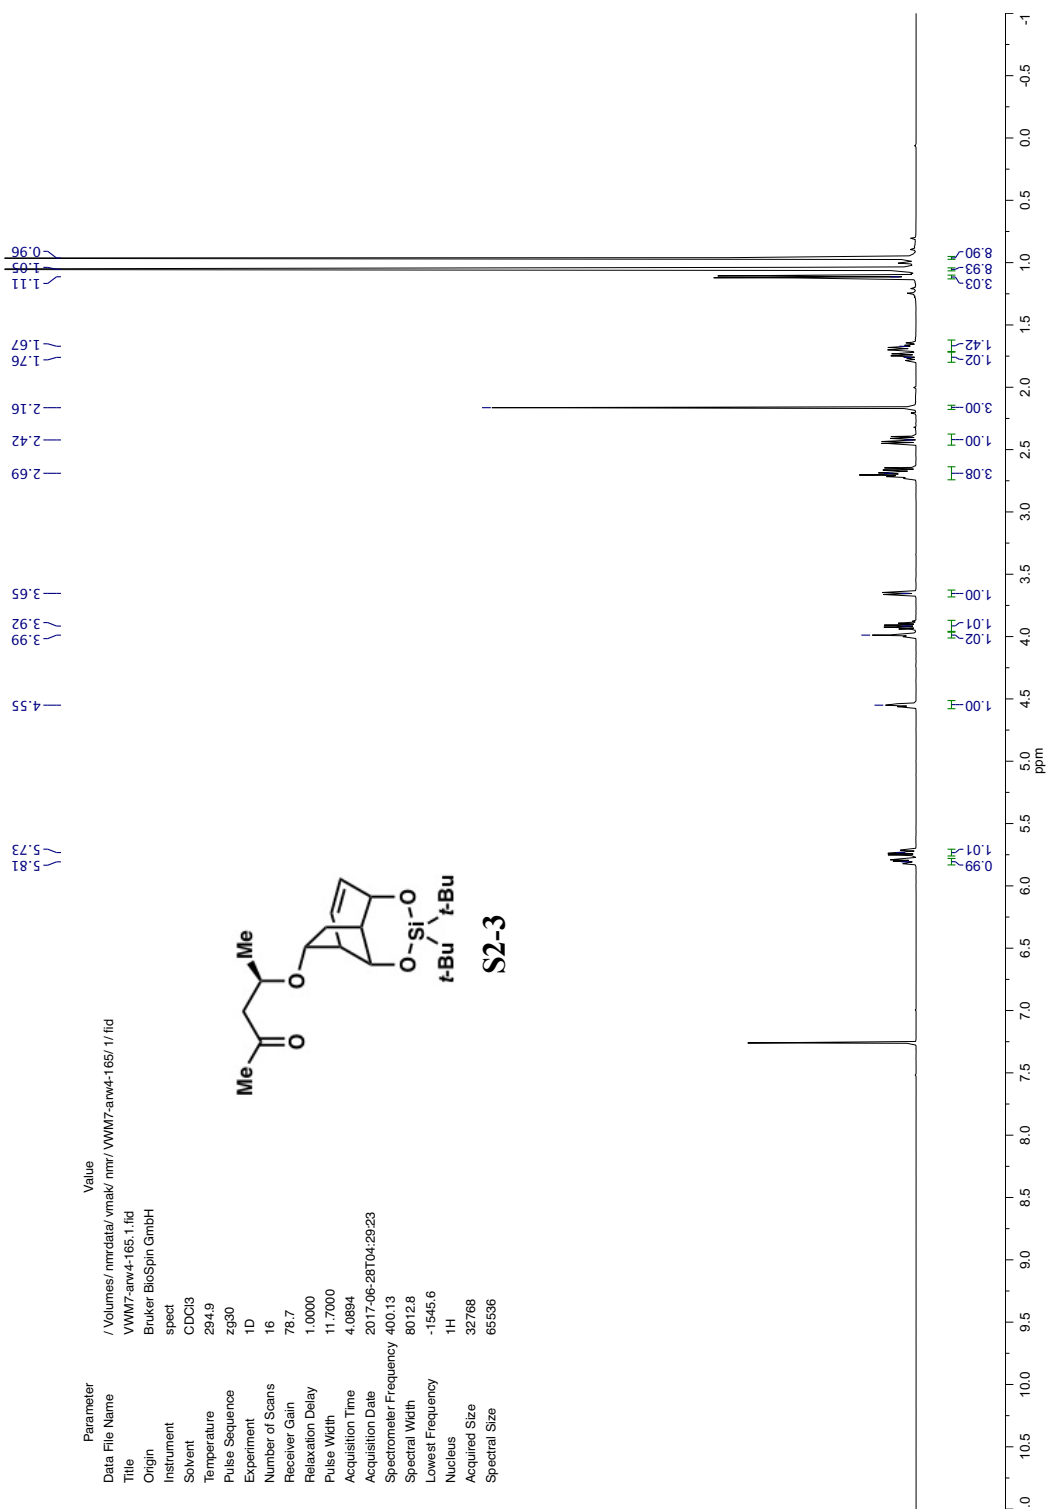 Parameter Value
Data File Name / Volumes/ nmrdata/ vmak/ nmr/ VWM7-arw4-165/ 1/ fid
Title VWM7-arw4-165.1.fid
Origin Bruker BioSpin GmbH
Instrument spect
Solvent CDCl3
Temperature 294.9
Pulse Sequence zg30
Experiment 1D
Number of Scans 16
Receiver Gain 78.7
Relaxation Delay 1.0000
Pulse Width 11.7000
Acquisition Time 4.0894
Acquisition Date 2017-06-28T04:29:23
Spectrometer Frequency 400.13
Spectral Width 8012.8
Lowest Frequency -1545.6
Nucleus 1H
Acquired Size 32768
Spectral Size 65536
Me
O
O
Me
O
Si
O
t-Bu
t-Bu
S2-3
5.81
5.73
4.55
3.99
3.92
3.65
2.69
2.42
2.16
1.76
1.67
1.11
1.05
0.96
0.99
1.01
1.00
1.02
1.01
1.00
3.08
1.00
3.00
1.02
1.42
3.03
8.93
8.90
.0 10.5 10.0 9.5 9.0 8.5 8.0 7.5 7.0 6.5 6.0 5.5 5.0 4.5 4.0 3.5 3.0 2.5 2.0 1.5 1.0 0.5 0.0 -0.5 -1
ppm